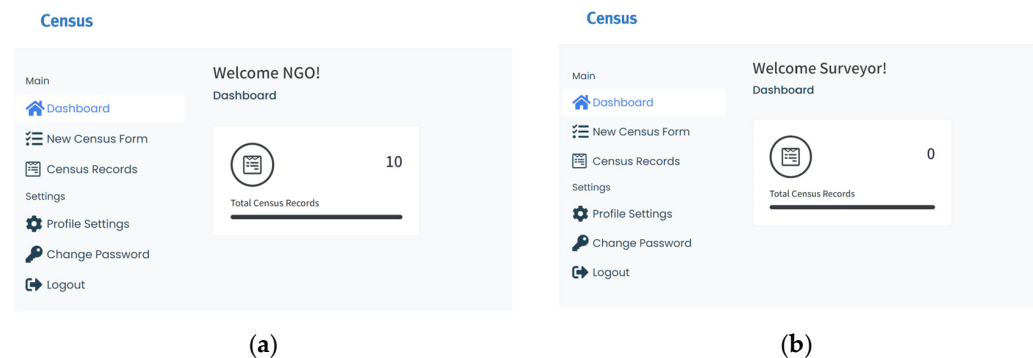 Census
Main
Dashboard
New Census Form
Census Records
Settings
Profile Settings
Change Password
Logout
Welcome NGO!
Dashboard
10
Total Census Records
(a)
Census
Main
Dashboard
New Census Form
Census Records
Settings
Profile Settings
Change Password
Logout
Welcome Surveyor!
Dashboard
0
Total Census Records
(b)